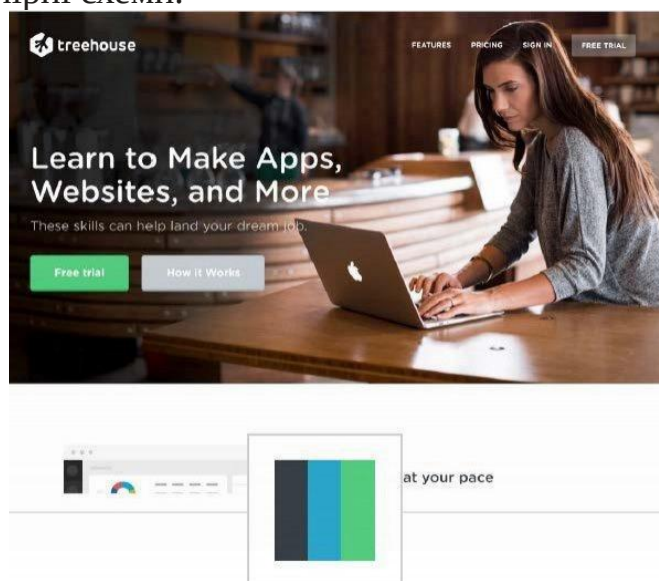 treehouse
FEATURES PRICING SIGN IN FREE TRIAL
Learn to Make Apps,
Websites, and More
These skills can help land your dream job.
Free trial How it Works
at your pace